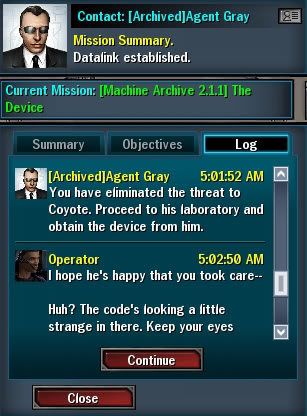 Contact: [Archived]Agent Gray
Mission Summary.
Datalink established.
Current Mission: [Machine Archive 2.1.1] The
Device
Summary
Objectives
Log
[Archived]Agent Gray 5:01:52 AM
You have eliminated the threat to
Coyote. Proceed to his laboratory and
obtain the device from him.
Operator 5:02:50 AM
I hope he's happy that you took care--
Huh? The code's looking a little
strange in there. Keep your eyes
Continue
Close